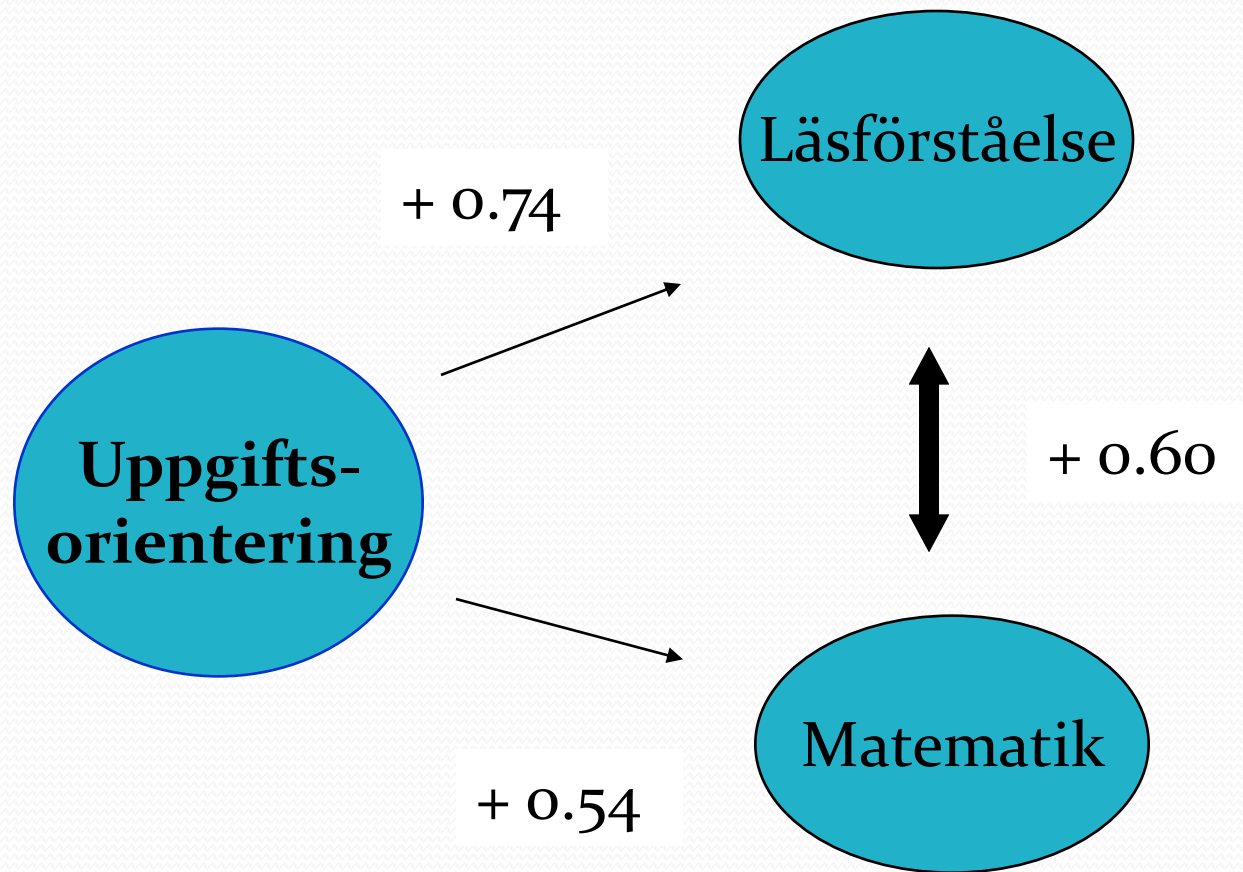 Läsförståelse
+ 0.74
Uppgifts-
orientering
+ 0.60
Matematik
+ 0.54